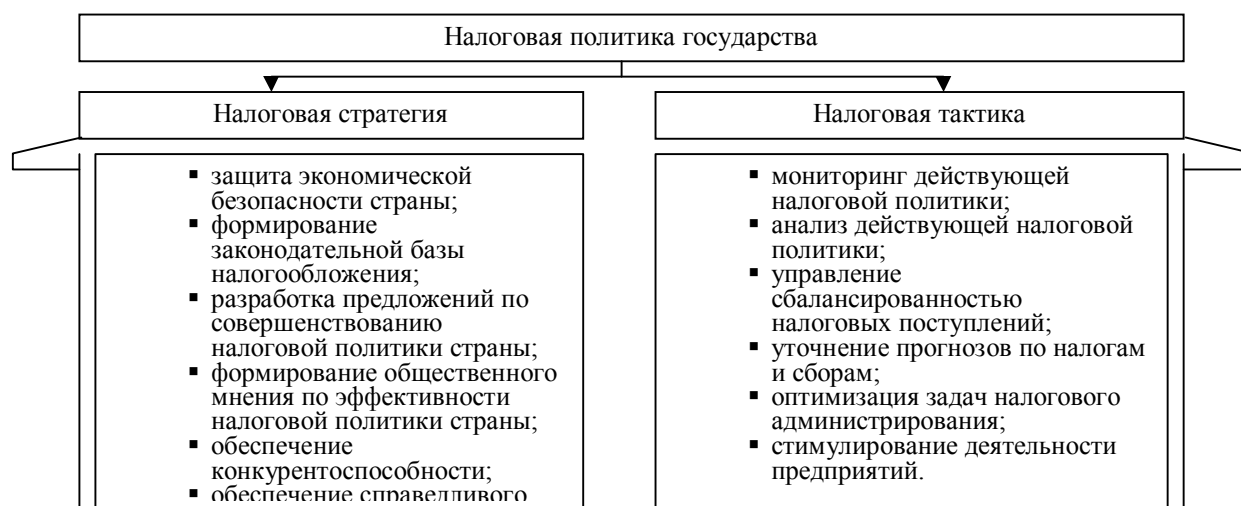 Налоговая политика государства
Налоговая стратегия
▪ защита экономической
безопасности страны;
▪ формирование
законодательной базы
налогообложения;
▪ разработка предложений по
совершенствованию
налоговой политики страны;
▪ формирование общественного
мнения по эффективности
налоговой политики страны;
▪ обеспечение
конкурентоспособности;
▪ обеспечение справедливого
Налоговая тактика
▪ мониторинг действующей
налоговой политики;
▪ анализ действующей налоговой
политики;
▪ управление
сбалансированностью
налоговых поступлений;
▪ уточнение прогнозов по налогам
и сборам;
▪ оптимизация задач налогового
администрирования;
▪ стимулирование деятельности
предприятий.